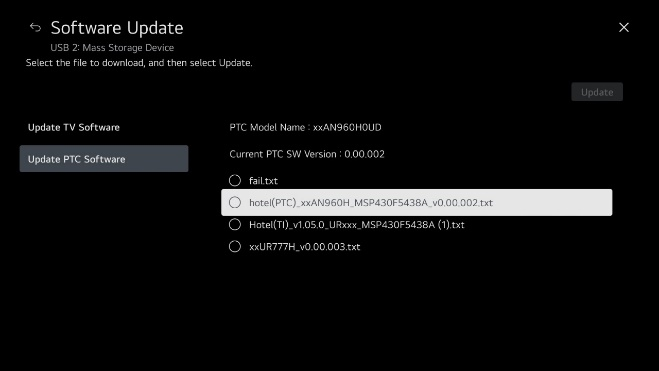 Software Update
USB 2: Mass Storage Device
Select the file to download, and then select Update.
Update
Update TV Software
Update PTC Software
PTC Model Name : xxAN960H0UD
Current PTC SW Version : 0.00.002
fail.txt
hotel(PTC)_xxAN960H_MSP430F5438A_v0.00.002.txt
Hotel(TI)_v1.05.0_URxxx_MSP430F5438A (1).txt
xxUR777H_v0.00.003.txt